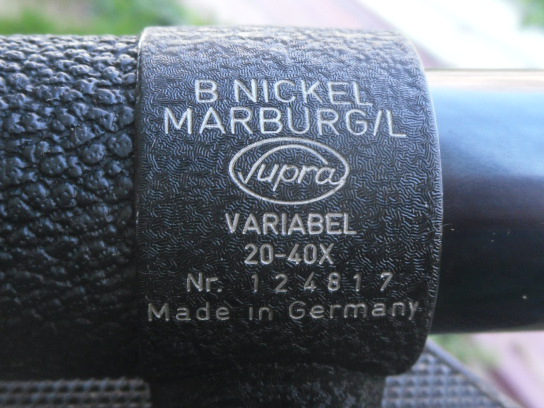 B NICKEL
MARBURG/L
Supra
VARIABEL
20-40X
Nr. 124817
Made in Germany